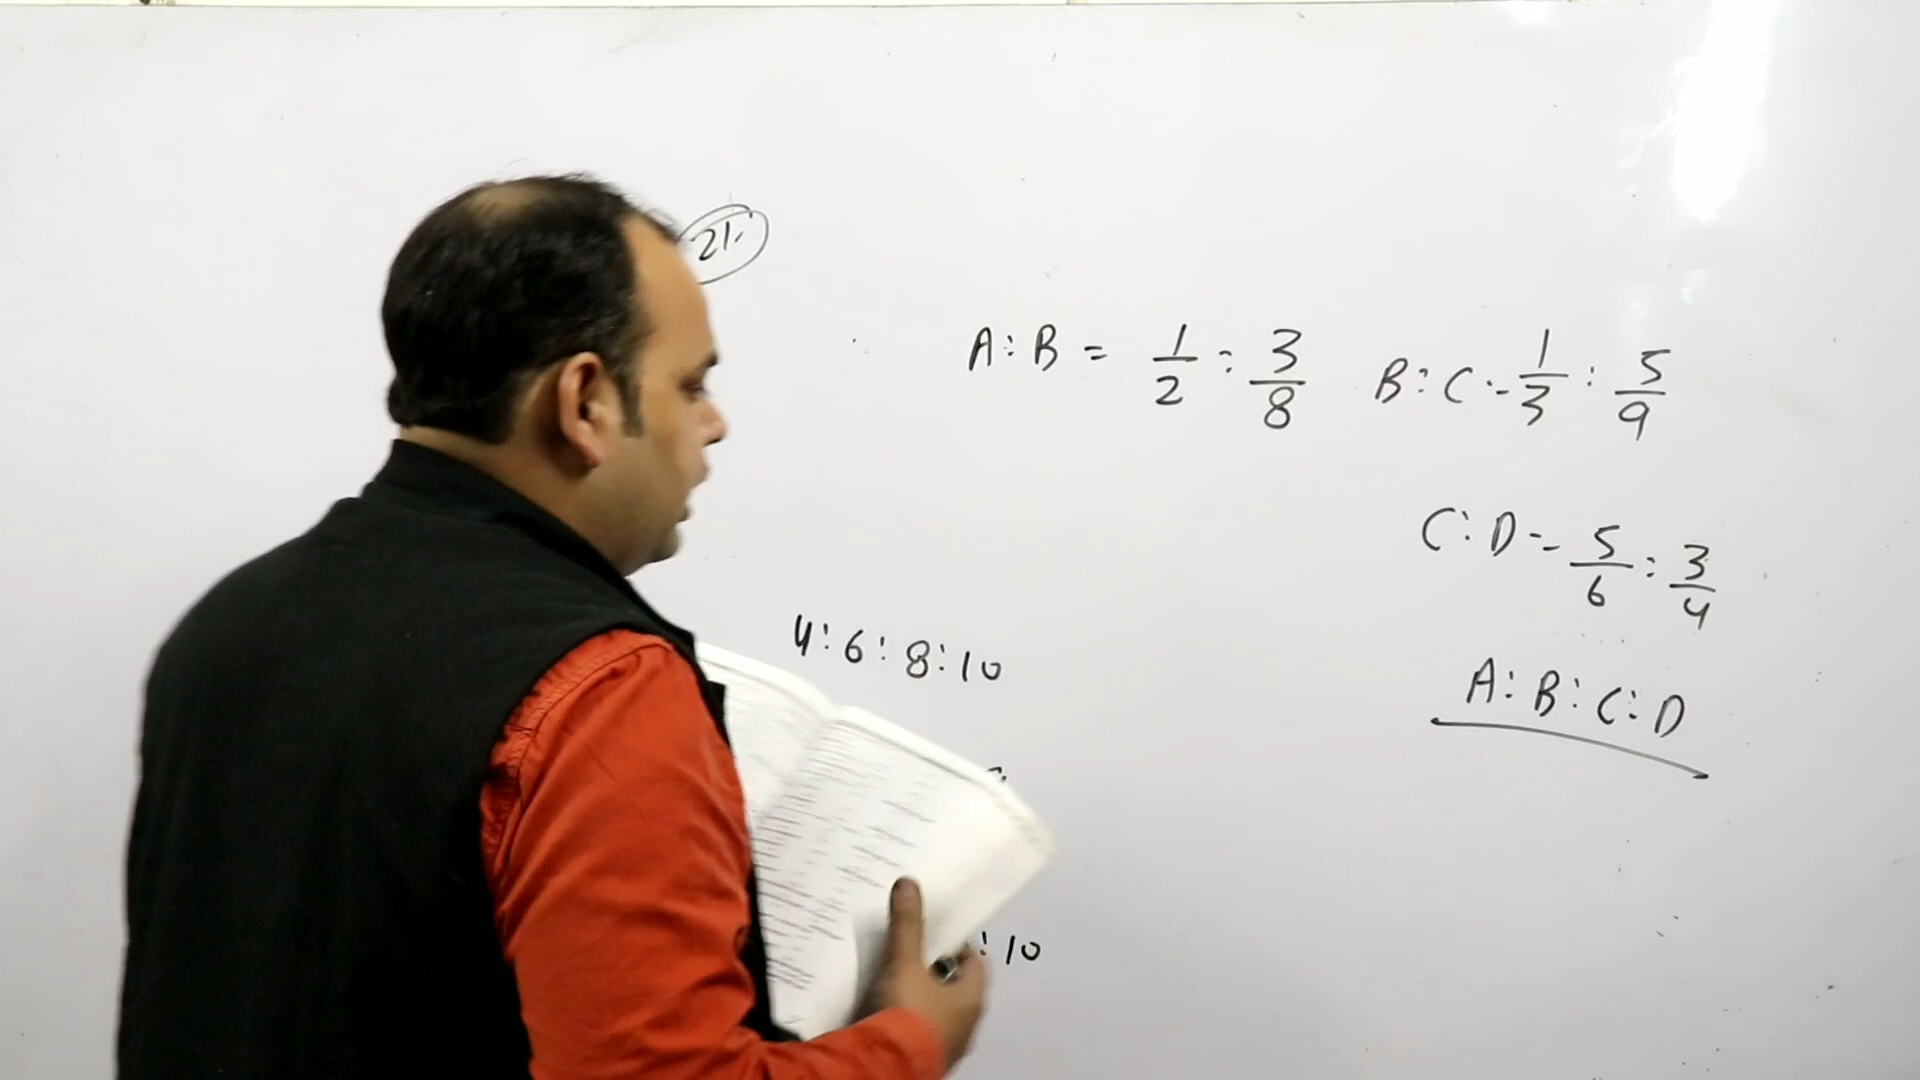 21.
A : B = 1/2 : 3/8 B : C = 1/3 : 5/9
C : D = 5/6 : 3/4
4 : 6 : 8 : 10
A : B : C : D
: 10